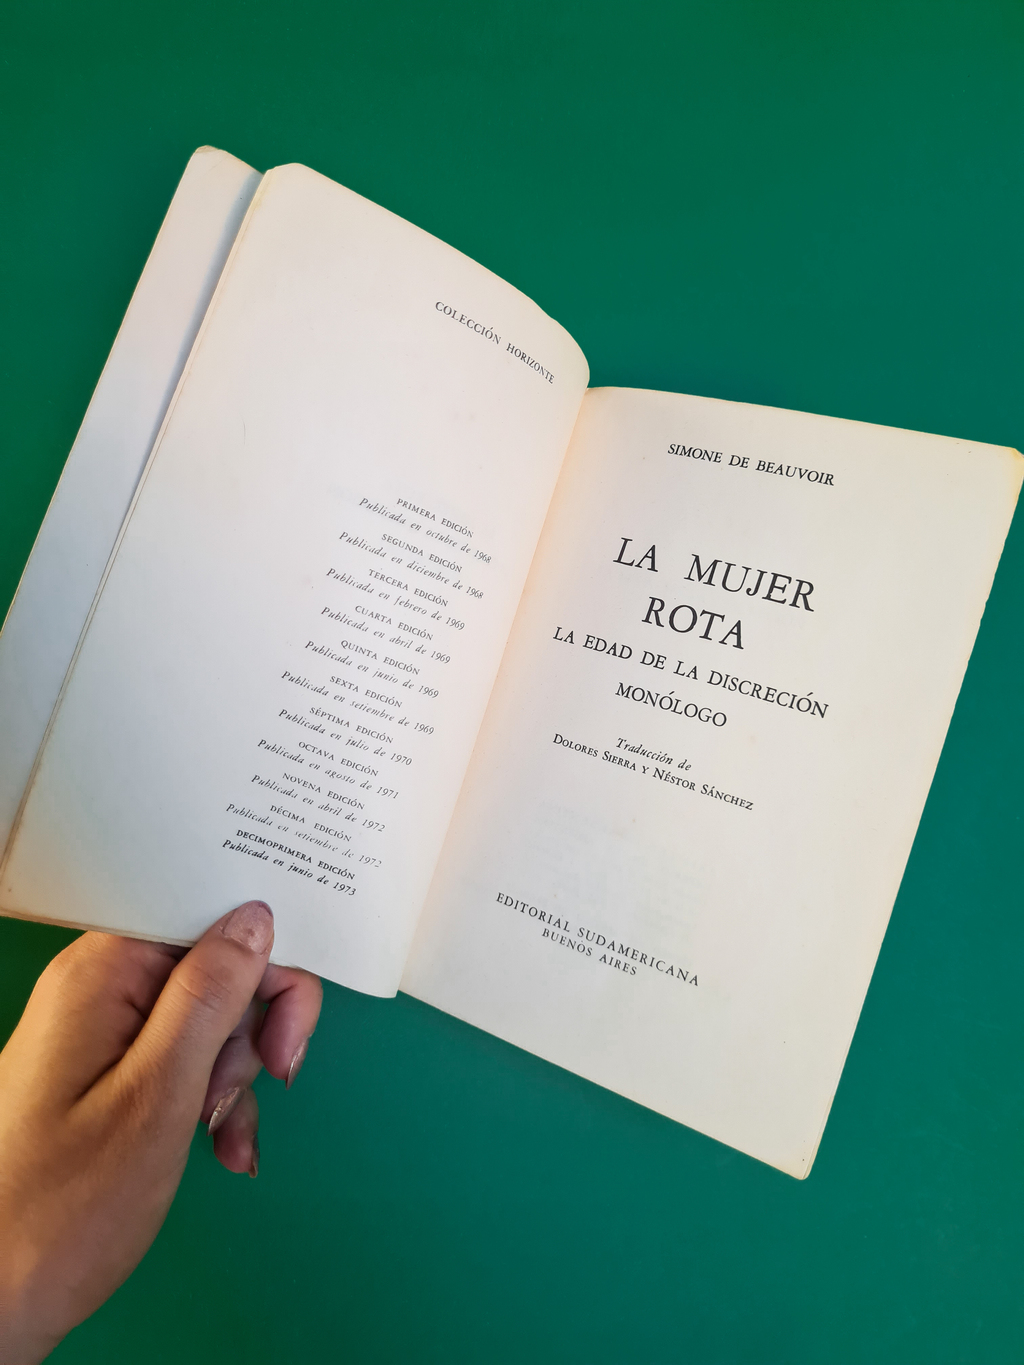 COLECCIÓN HORIZONTE
PRIMERA EDICIÓN
Publicada en octubre de 1968
SEGUNDA EDICIÓN
Publicada en diciembre de 1968
TERCERA EDICIÓN
Publicada en febrero de 1969
CUARTA EDICIÓN
Publicada en abril de 1969
QUINTA EDICIÓN
Publicada en junio de 1969
SEXTA EDICIÓN
Publicada en setiembre de 1969
SÉPTIMA EDICIÓN
Publicada en julio de 1970
OCTAVA EDICIÓN
Publicada en agosto de 1971
NOVENA EDICIÓN
Publicada en abril de 1972
DÉCIMA EDICIÓN
Publicada en setiembre de 1972
DECIMOPRIMERA EDICIÓN
Publicada en junio de 1973
SIMONE DE BEAUVOIR
LA MUJER
ROTA
LA EDAD DE LA DISCRECIÓN
MONÓLOGO
Traducción de
DOLORES SIERRA Y NÉSTOR SÁNCHEZ
EDITORIAL SUDAMERICANA
BUENOS AIRES